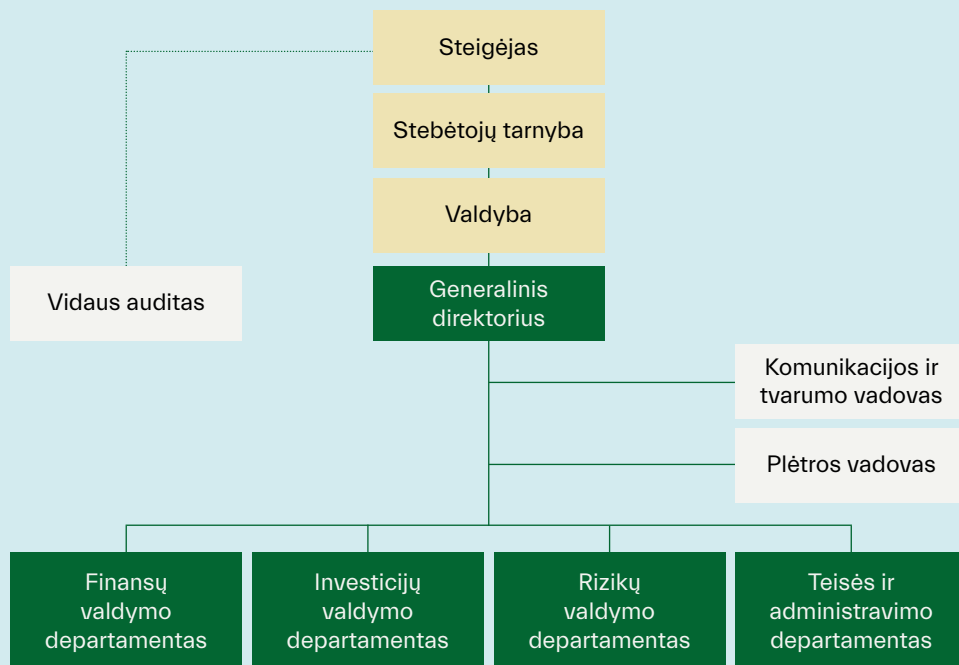 Steigėjas
Stebėtojų tarnyba
Valdyba
Vidaus auditas
Generalinis
direktorius
Komunikacijos ir
tvarumo vadovas
Plėtros vadovas
Finansų
valdymo
departamentas
Investicijų
valdymo
departamentas
Rizikų
valdymo
departamentas
Teisės ir
administravimo
departamentas